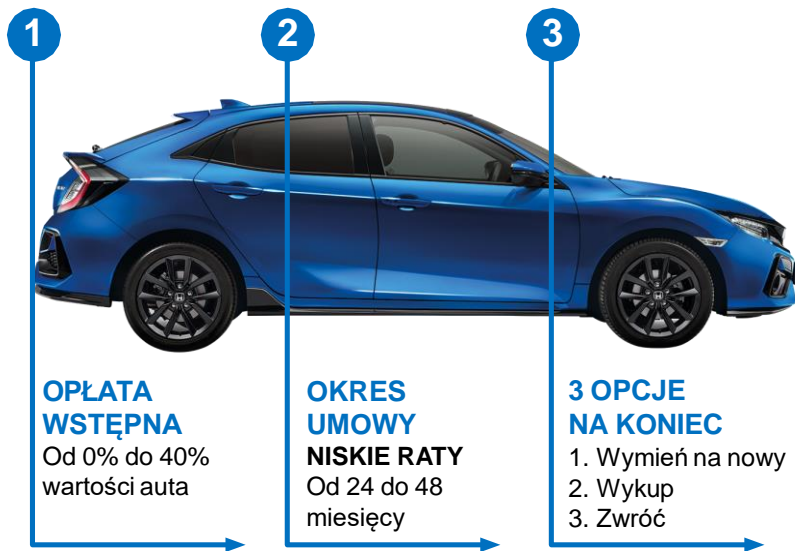 1
2
3
OPŁATA
WSTĘPNA
Od 0% do 40%
wartości auta
OKRES
UMOWY
NISKIE RATY
Od 24 do 48
miesięcy
3 OPCJE
NA KONIEC
1. Wymień na nowy
2. Wykup
3. Zwróć